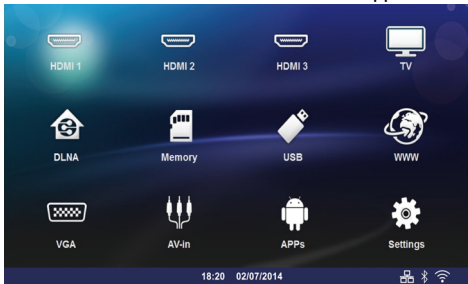 HDMI 1 HDMI 2 HDMI 3 TV
DLNA Memory USB WWW
VGA AV-in APPs Settings
18:20 02/07/2014